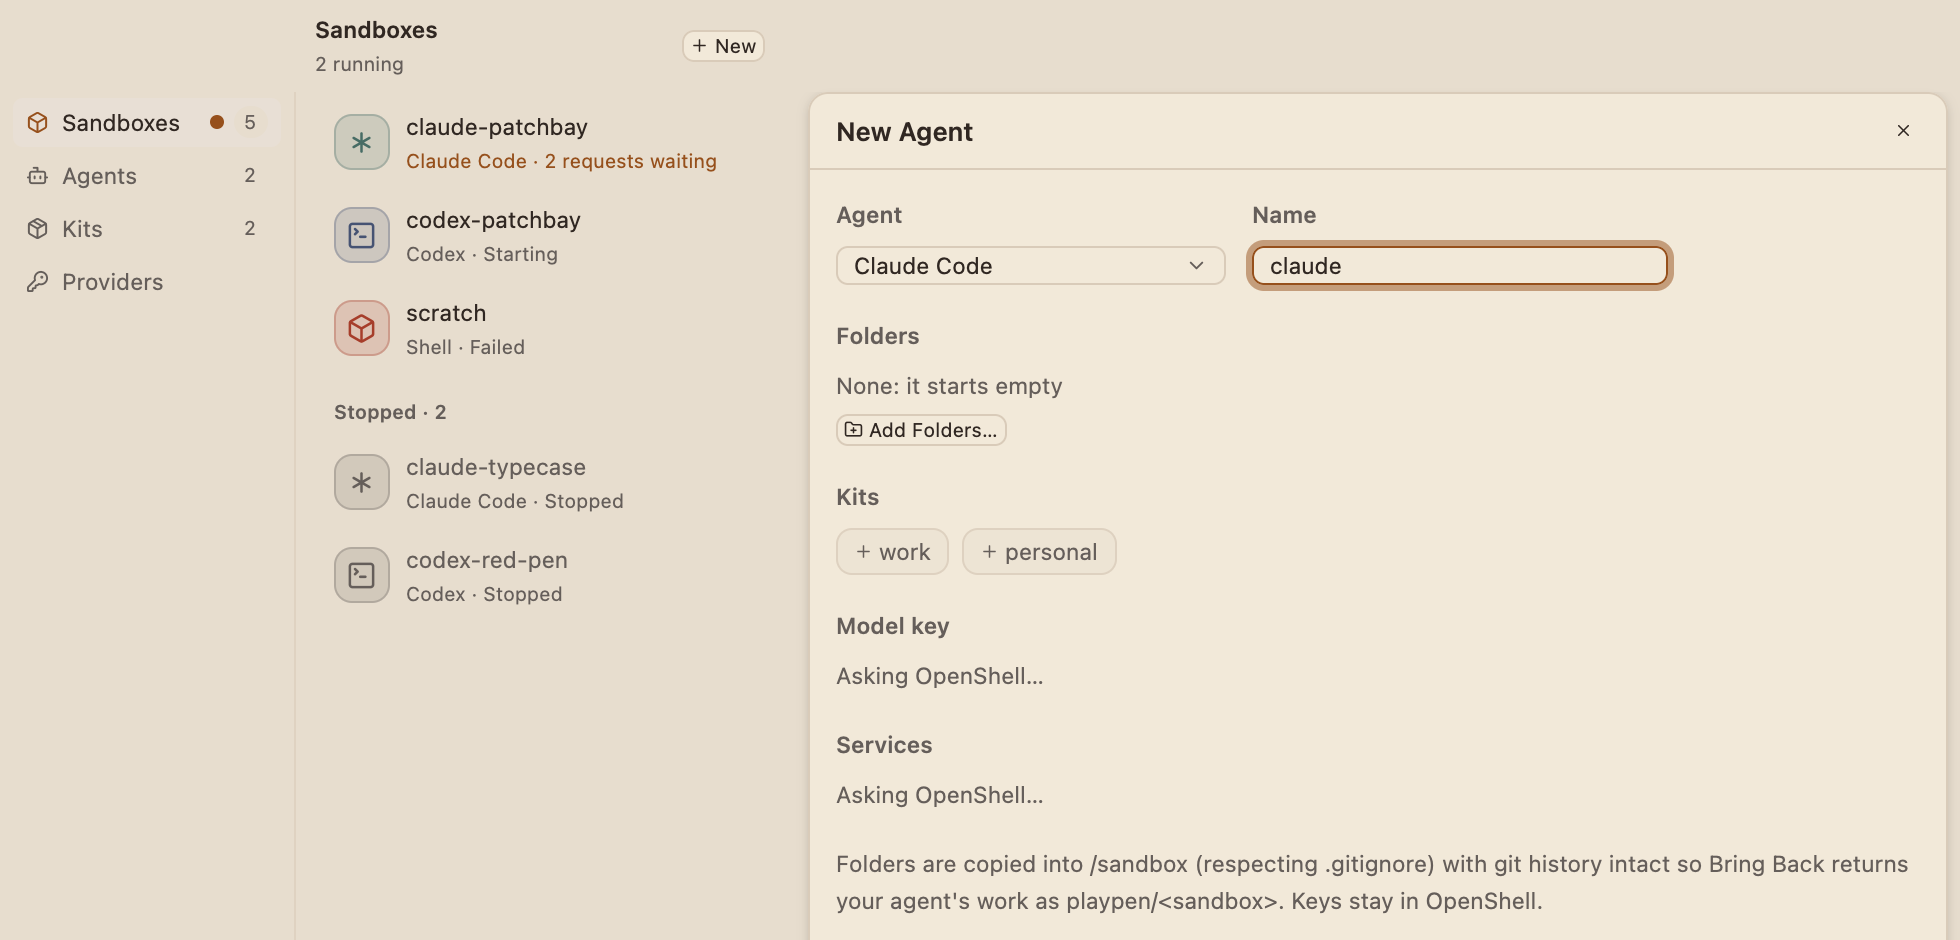 Sandboxes
2 running
+ New
Sandboxes 5
Agents 2
Kits 2
Providers
claude-patchbay
Claude Code · 2 requests waiting
codex-patchbay
Codex · Starting
scratch
Shell · Failed
Stopped · 2
claude-typecase
Claude Code · Stopped
codex-red-pen
Codex · Stopped
New Agent
Agent
Claude Code
Name
claude
Folders
None: it starts empty
Add Folders...
Kits
+ work
+ personal
Model key
Asking OpenShell...
Services
Asking OpenShell...
Folders are copied into /sandbox (respecting .gitignore) with git history intact so Bring Back returns
your agent's work as playpen/<sandbox>. Keys stay in OpenShell.